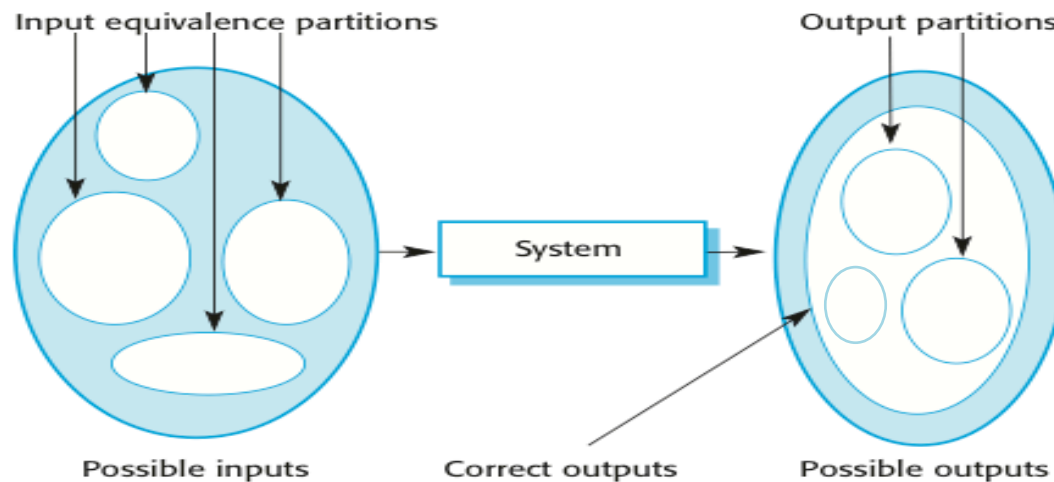 Input equivalence partitions
Output partitions
System
Possible inputs
Correct outputs
Possible outputs